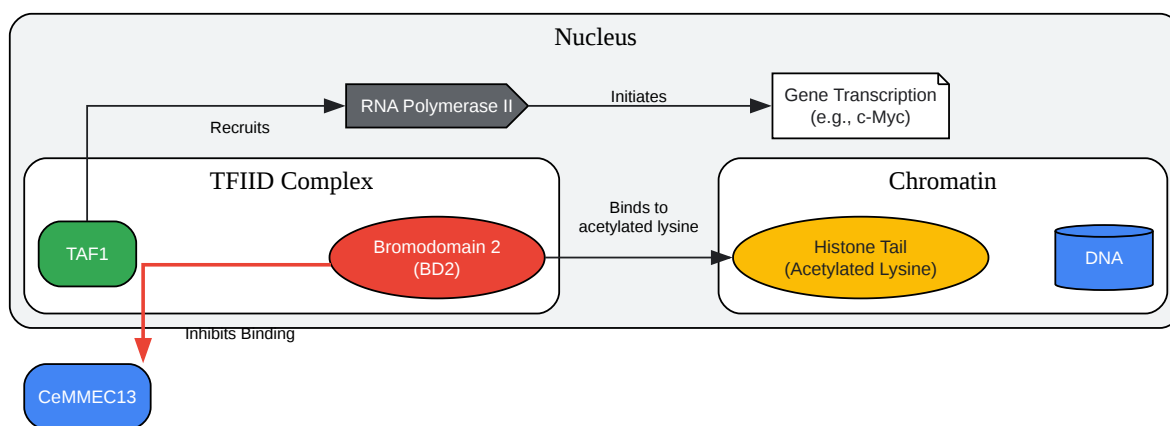 Nucleus
RNA Polymerase II
Initiates
Gene Transcription
(e.g., c-Myc)
Recruits
TFIID Complex
Chromatin
Binds to
acetylated lysine
TAF1
Bromodomain 2
(BD2)
Histone Tail
(Acetylated Lysine)
DNA
Inhibits Binding
CeMMEC13